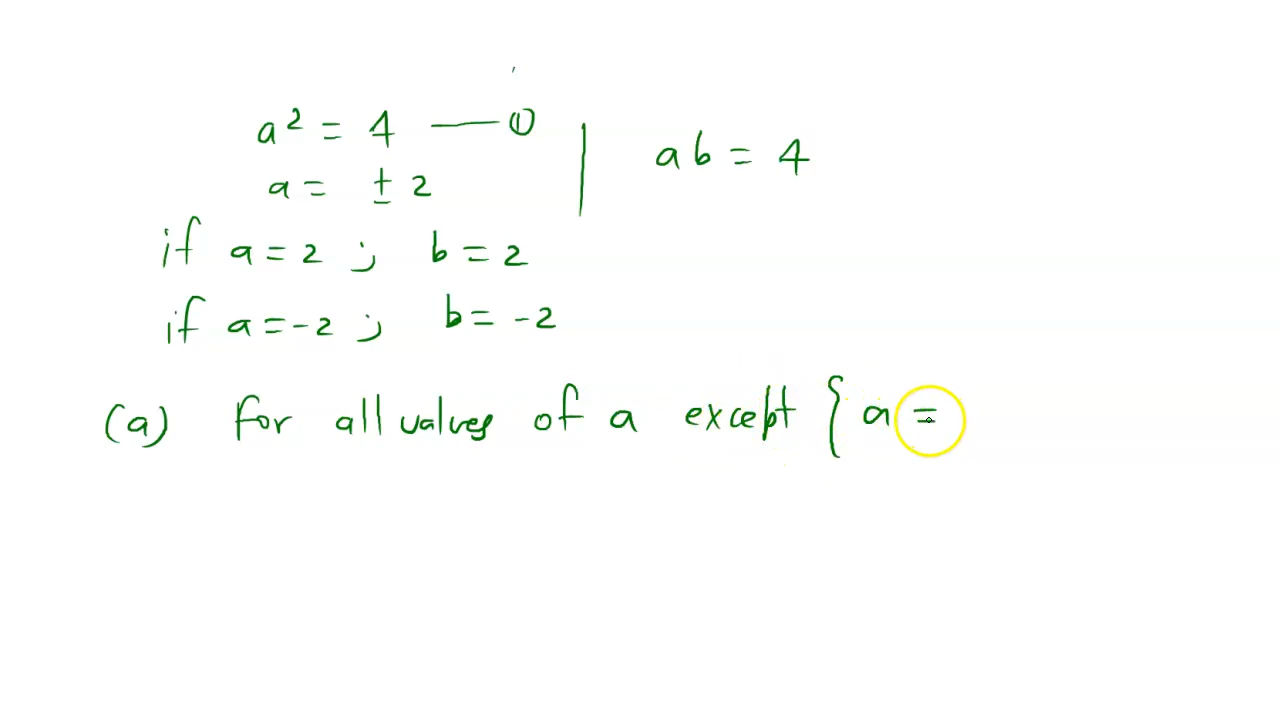 a² = 4 —— ①
a = ± 2
ab = 4
if a = 2 ; b = 2
if a = -2 ; b = -2
(a) for all values of a except { a =